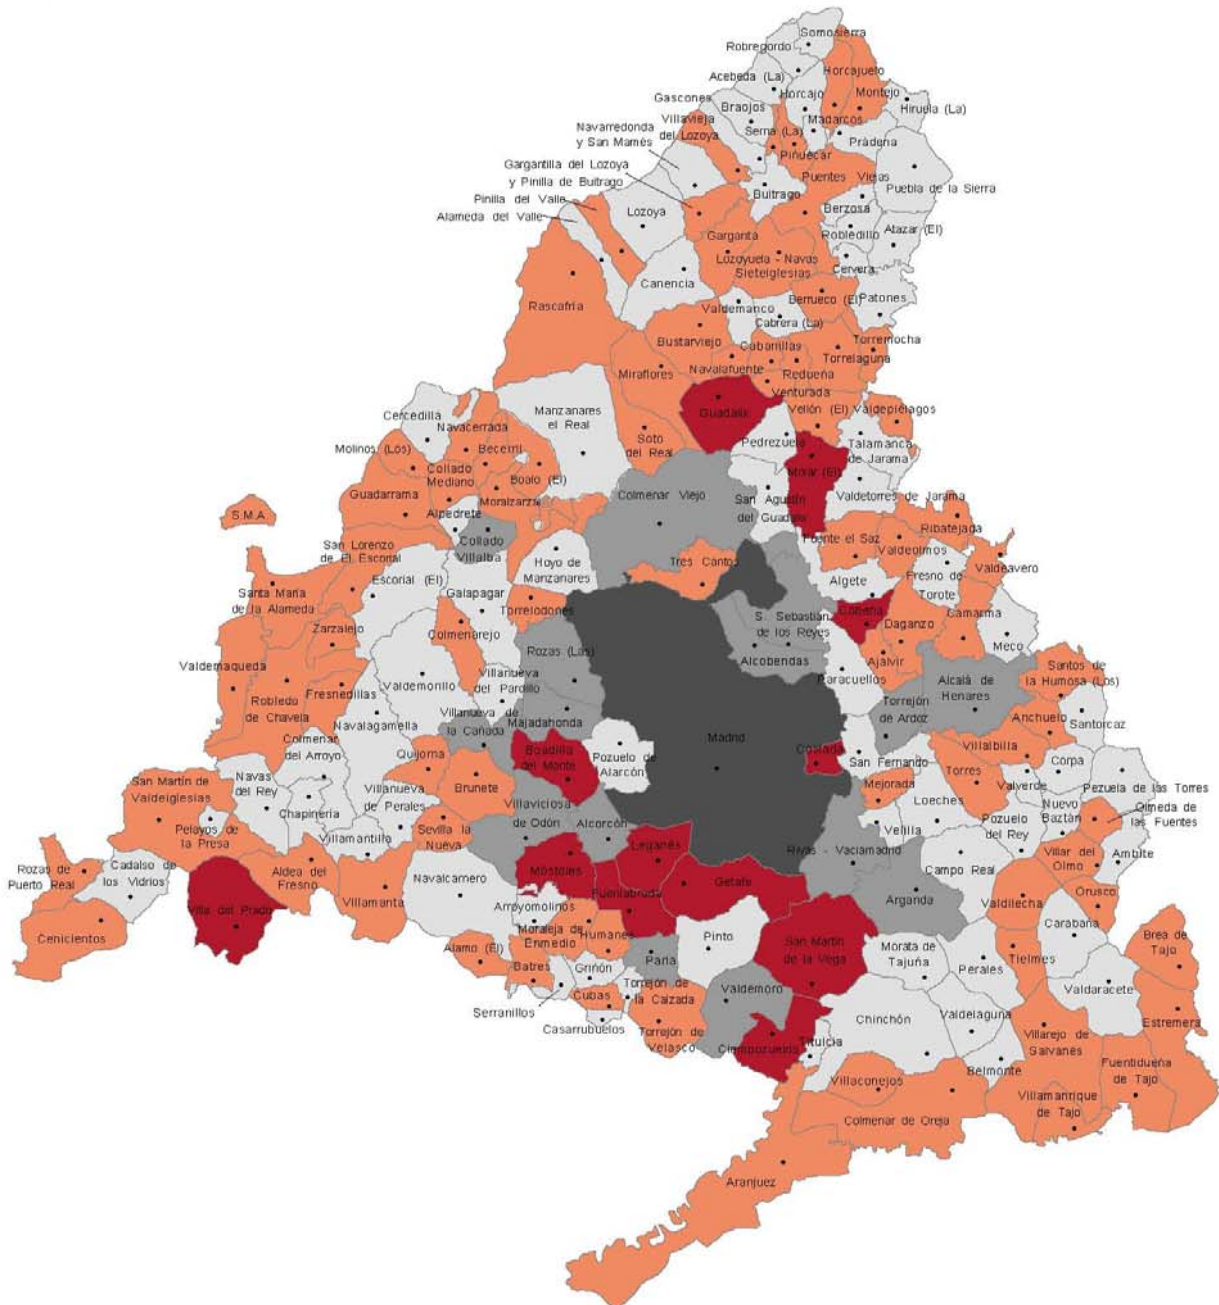 Somosierra
Robregordo
Acebeda (La)
Horcajuelo
Gascones
Horcajo
Montejo
Hiruela (La)
Braojos
Madarcos
Villavieja
del Lozoya
Serna (La)
Prádena
Navarredonda
y San Mamés
Piñuécar
Gargantilla del Lozoya
y Pinilla de Buitrago
Puentes Viejas
Puebla de la Sierra
Buitrago
Pinilla del Valle
Alameda del Valle
Lozoya
Berzosa
Robledillo
Atazar (El)
Garganta
Lozoyuela - Navas
Sieteiglesias
Cervera
Canencia
Rascafría
Berrueco (El)
Patones
Valdemanco
Cabrera (La)
Bustarviejo
Cabanillas
Torremocha
Torrelaguna
Miraflores
Navalafuente
Redueña
Venturada
Guadalix
Vellón (El)
Valdepiélagos
Cercedilla
Manzanares
el Real
Navacerrada
Pedrezuela
Talamanca
de Jarama
Molinos (Los)
Becerril
Soto
del Real
Collado
Mediano
Boalo (El)
Guadarrama
Moralzarzal
Colmenar Viejo
San Agustín
del Guadalix
Valdetorres de Jarama
S.M.A.
Alpedrete
Ribatejada
Collado
Villalba
Fuente el Saz
San Lorenzo
de El Escorial
Valdeolmos
Hoyo de
Manzanares
Tres Cantos
Valdeavero
Escorial (El)
Algete
Fresno de
Torote
Santa María
de la Alameda
Galapagar
Torrelodones
Cobeña
Camarma
Zarzalejo
Colmenarejo
S. Sebastián
de los Reyes
Daganzo
Meco
Rozas (Las)
Alcobendas
Ajalvir
Valdemaqueda
Valdemorillo
Villanueva
del Pardillo
Paracuellos
Alcalá de
Henares
Santos de
la Humosa (Los)
Robledo
de Chavela
Fresnedillas
Navalagamella
Villanueva de
la Cañada
Majadahonda
Torrejón
de Ardoz
Anchuelo
Santorcaz
Colmenar
del Arroyo
Madrid
Quijorna
Boadilla
del Monte
Pozuelo
de Alarcón
Coslada
San Fernando
Villalbilla
Corpa
San Martín de
Valdeiglesias
Navas
del Rey
Villanueva
de Perales
Brunete
Mejorada
Torres
Valverde
Pezuela de las Torres
Chapinería
Villaviciosa
de Odón
Loeches
Nuevo
Baztán
Olmeda de
las Fuentes
Pelayos de
la Presa
Villamantilla
Sevilla la
Nueva
Alcorcón
Velilla
Pozuelo
del Rey
Rivas - Vaciamadrid
Villar del
Olmo
Ambite
Rozas de
Puerto Real
Cadalso de
los Vidrios
Aldea del
Fresno
Leganés
Campo Real
Móstoles
Navalcarnero
Fuenlabrada
Getafe
Arganda
Valdilecha
Orusco
Villa del Prado
Villamanta
Arroyomolinos
Carabaña
Cenicientos
Moraleja de
Enmedio
Humanes
Pinto
San Martín
de la Vega
Brea de
Tajo
Alamo (El)
Morata de
Tajuña
Tielmes
Batres
Griñón
Parla
Perales
Valdaracete
Serranillos
Cubas
Torrejón de
la Calzada
Valdemoro
Casarrubuelos
Chinchón
Valdelaguna
Estremera
Torrejón de
Velasco
Ciempozuelos
Titulcia
Villarejo de
Salvanés
Belmonte
Fuentidueña
de Tajo
Villaconejos
Villamanrique
de Tajo
Colmenar de Oreja
Aranjuez